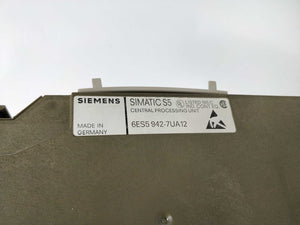 SIEMENS
SIMATIC S5
CENTRAL PROCESSING UNIT
MADE IN
GERMANY
6ES5 942-7UA12